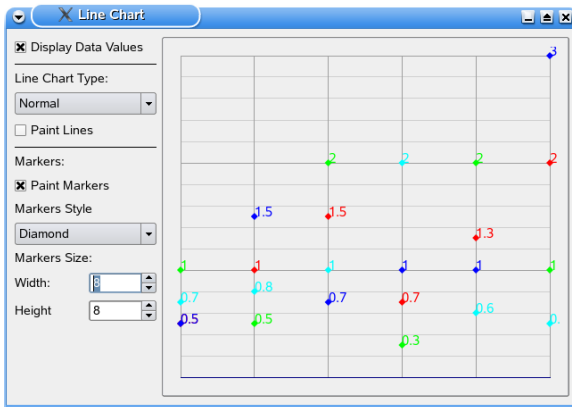 Line Chart
Display Data Values
Line Chart Type:
Normal
Paint Lines
Markers:
Paint Markers
Markers Style
Diamond
Markers Size:
Width: 8
Height 8
3
2 2 2 2
1.5 1.5
1.3
1 1 1 1 1 1
0.8
0.7 0.7 0.7
0.6
0.5 0.5 0.
0.3